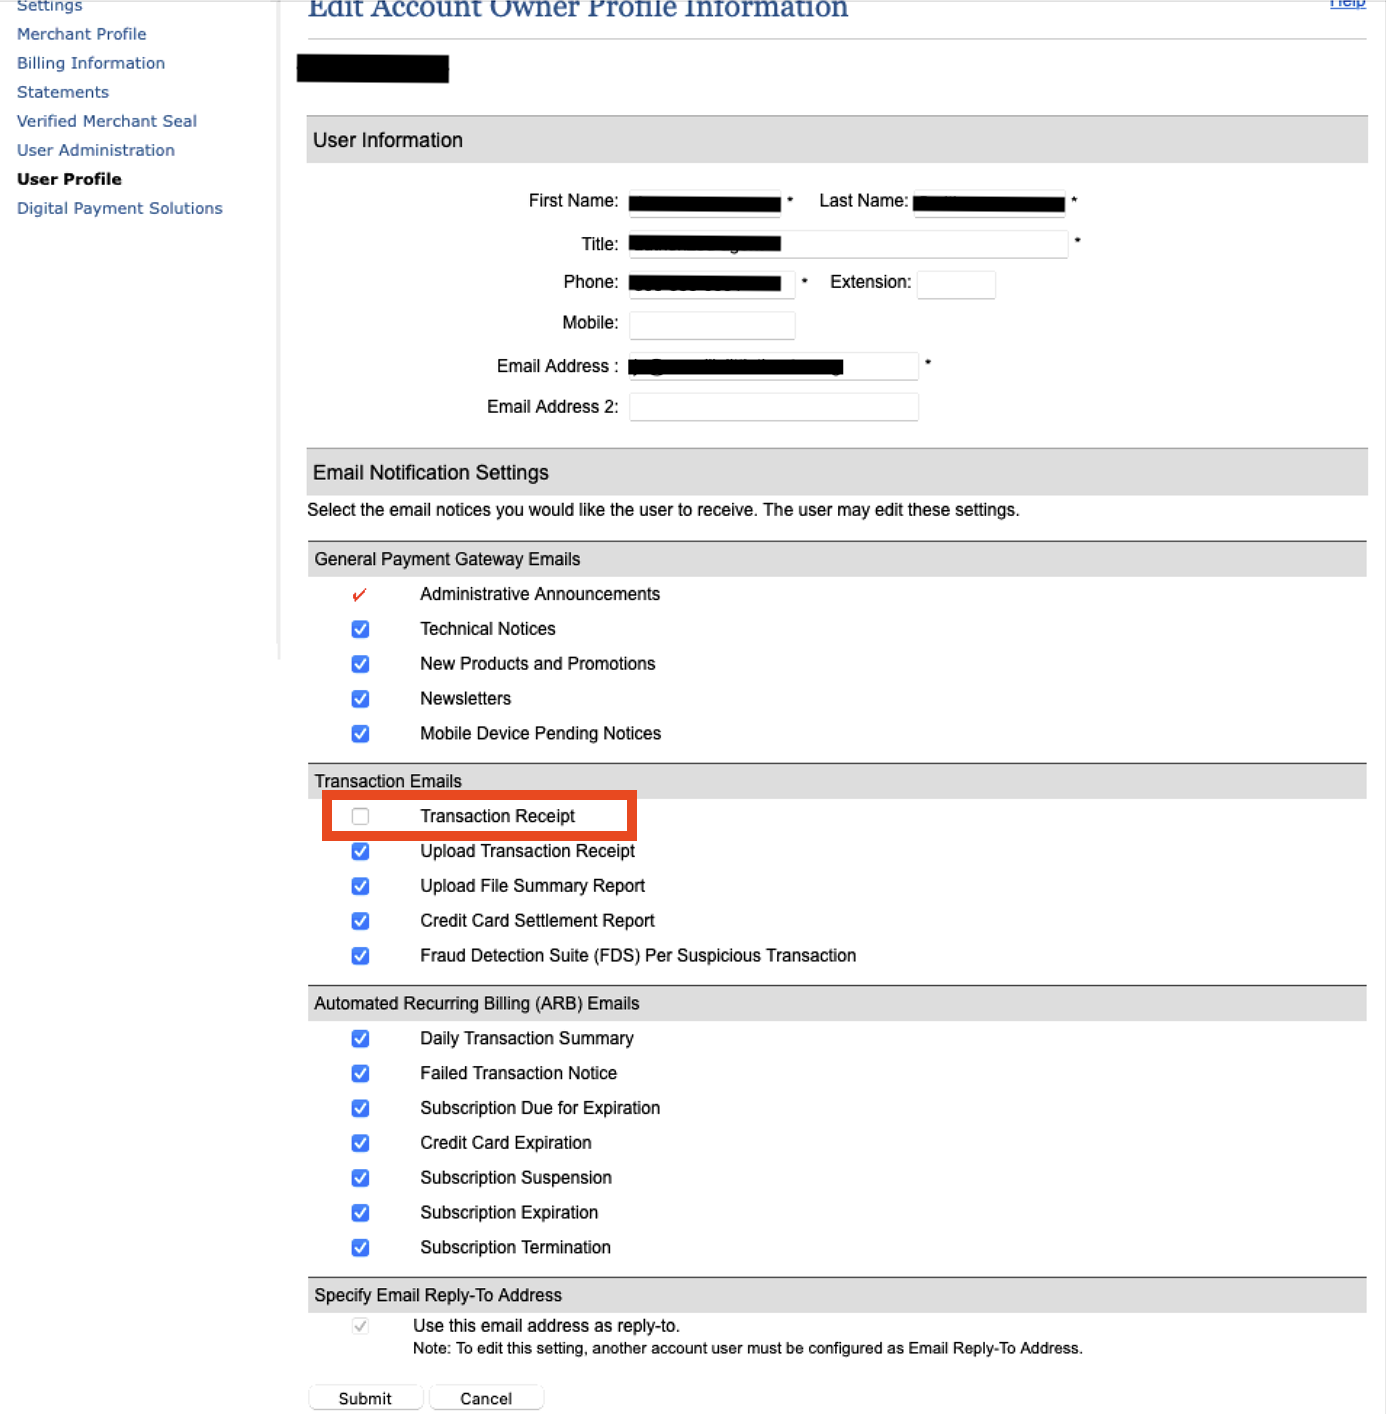 Settings
Merchant Profile
Billing Information
Statements
Verified Merchant Seal
User Administration
User Profile
Digital Payment Solutions
Edit Account Owner Profile Information
Help
User Information
First Name: * Last Name: *
Title: *
Phone: * Extension:
Mobile:
Email Address : *
Email Address 2:
Email Notification Settings
Select the email notices you would like the user to receive. The user may edit these settings.
General Payment Gateway Emails
Administrative Announcements
Technical Notices
New Products and Promotions
Newsletters
Mobile Device Pending Notices
Transaction Emails
Transaction Receipt
Upload Transaction Receipt
Upload File Summary Report
Credit Card Settlement Report
Fraud Detection Suite (FDS) Per Suspicious Transaction
Automated Recurring Billing (ARB) Emails
Daily Transaction Summary
Failed Transaction Notice
Subscription Due for Expiration
Credit Card Expiration
Subscription Suspension
Subscription Expiration
Subscription Termination
Specify Email Reply-To Address
Use this email address as reply-to.
Note: To edit this setting, another account user must be configured as Email Reply-To Address.
Submit Cancel